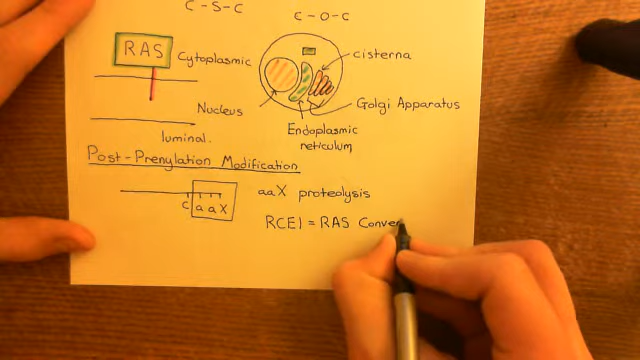 C-S-C
C-O-C
RAS
Cytoplasmic
cisterna
Nucleus
Golgi Apparatus
luminal.
Endoplasmic
reticulum
Post-Prenylation Modification
aaX proteolysis
C a a X
RCE1 = RAS Conver